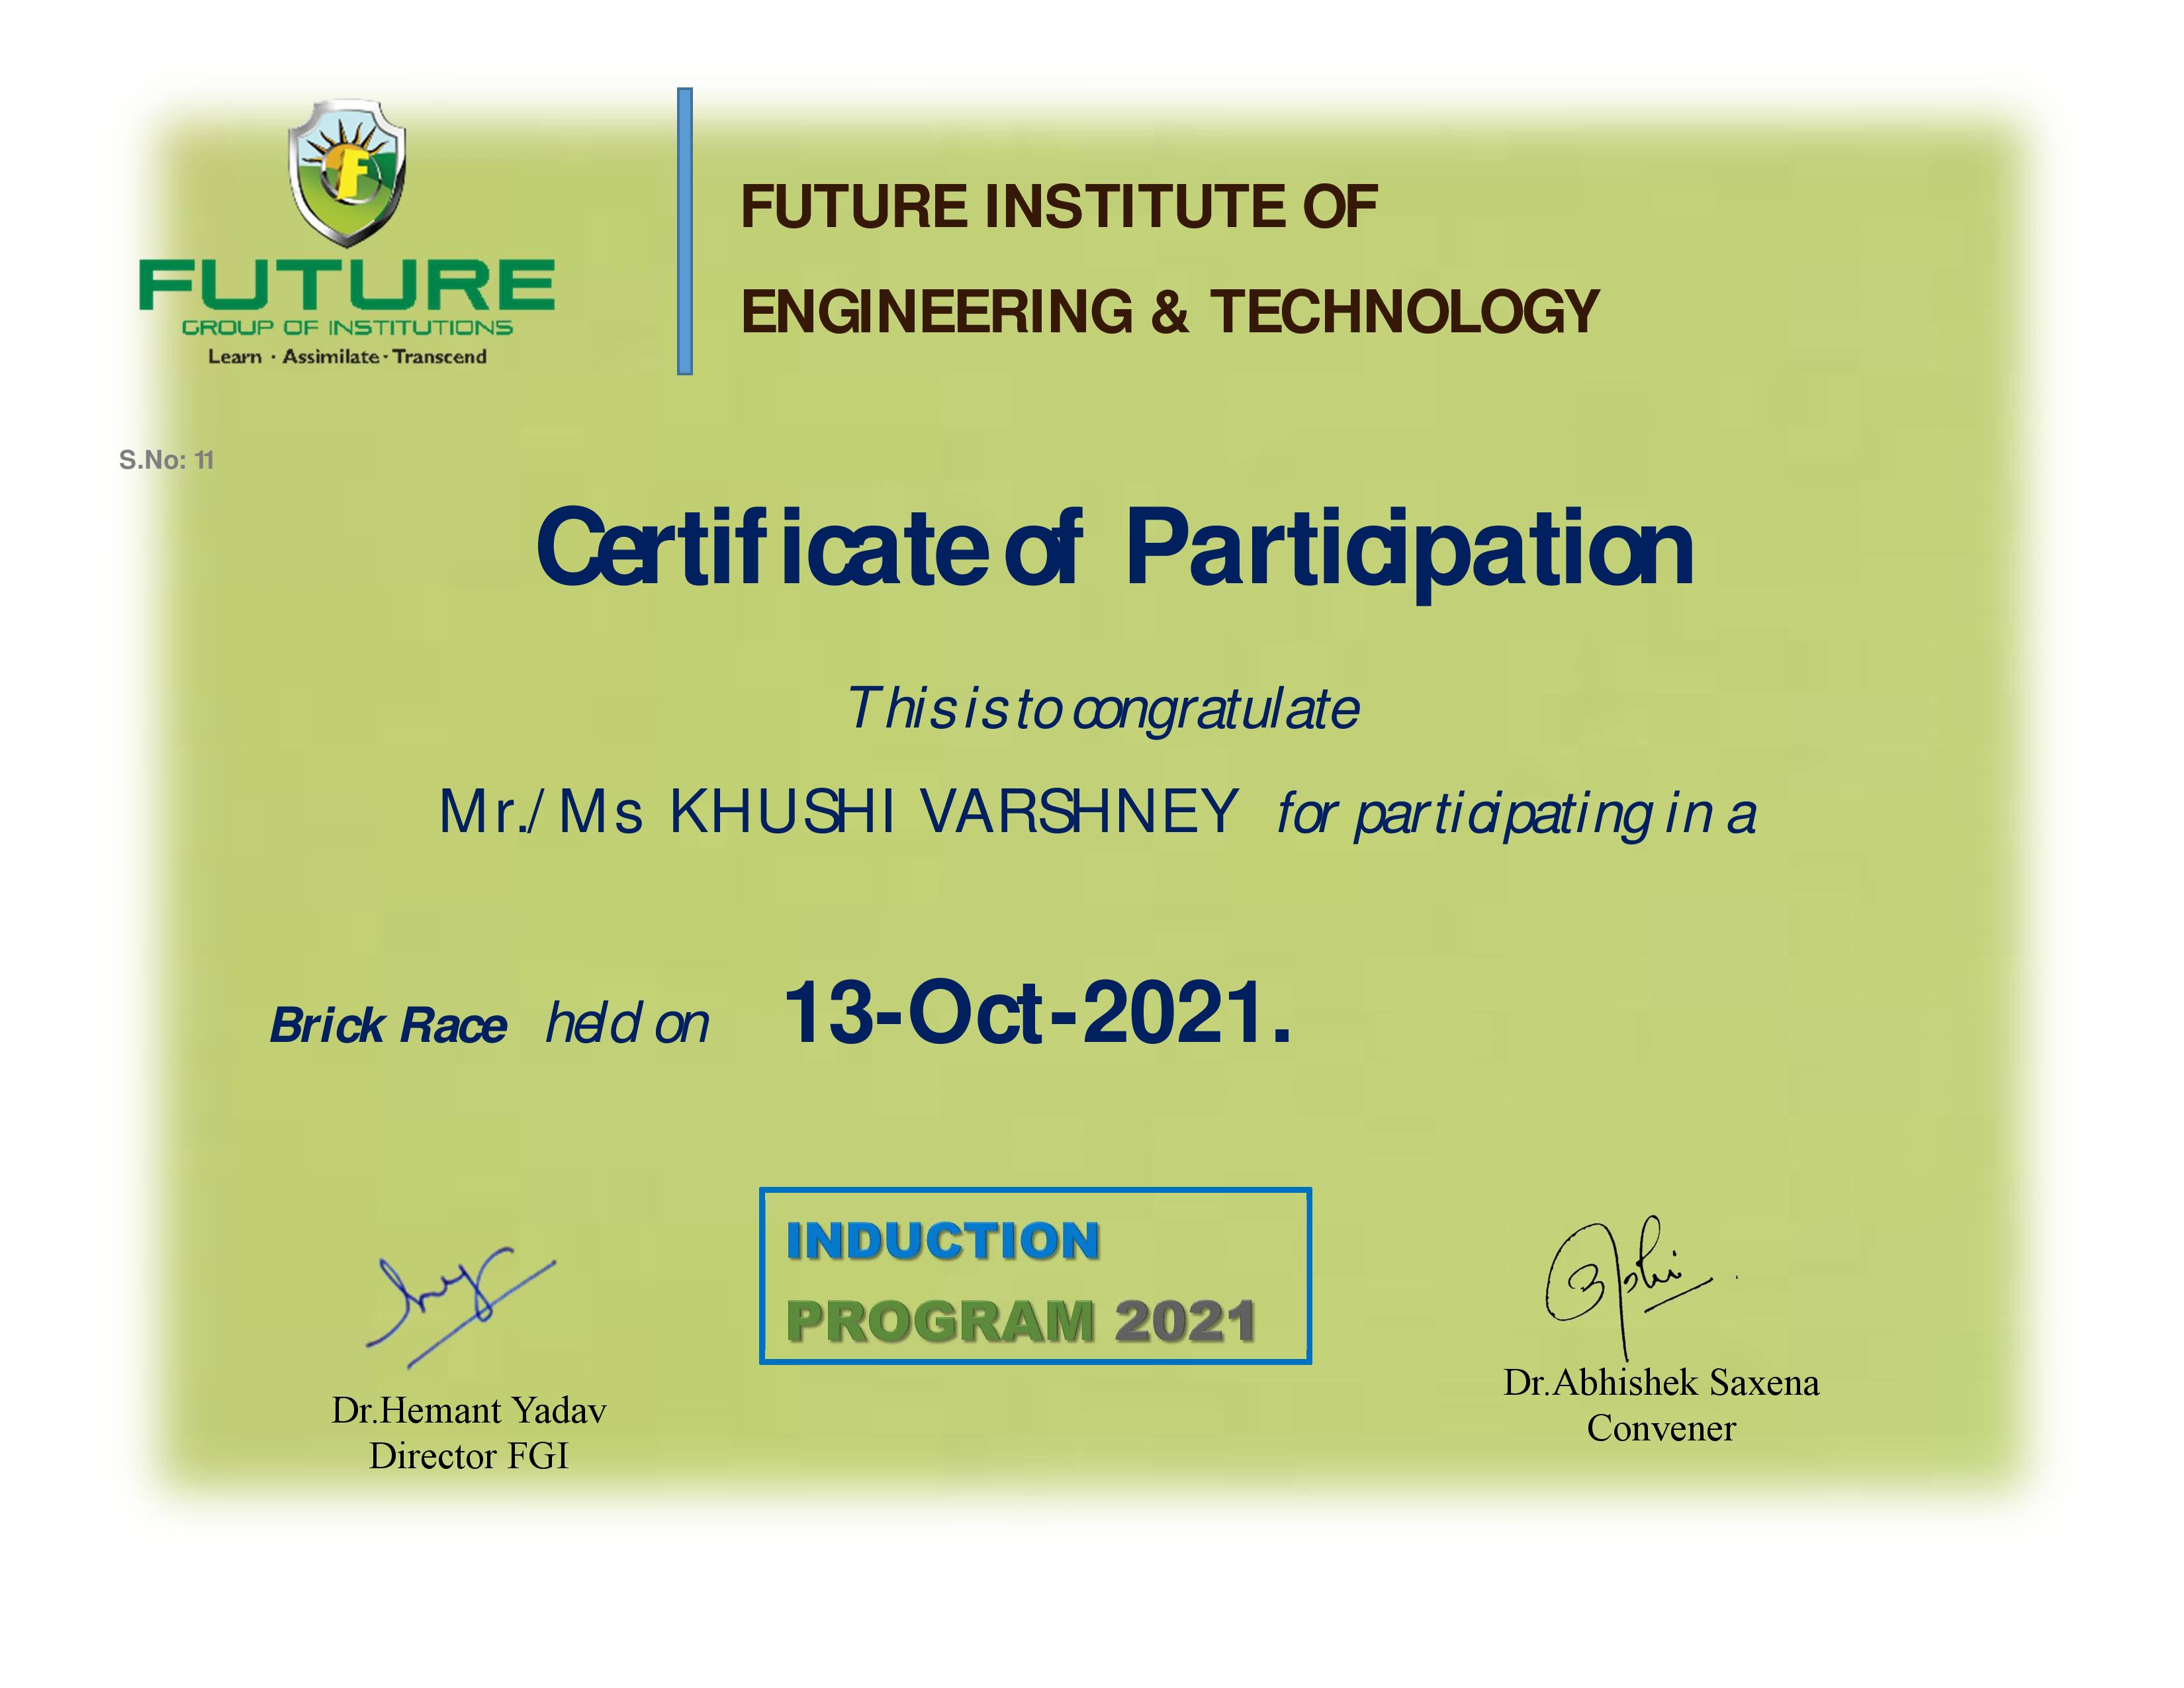 F
FUTURE
GROUP OF INSTITUTIONS
Learn · Assimilate · Transcend
FUTURE INSTITUTE OF
ENGINEERING & TECHNOLOGY
S.No: 11
Certificate of Participation
This is to congratulate
Mr./ Ms KHUSHI VARSHNEY for participating in a
Brick Race held on 13-Oct-2021.
INDUCTION
PROGRAM 2021
Dr.Hemant Yadav
Director FGI
Dr.Abhishek Saxena
Convener